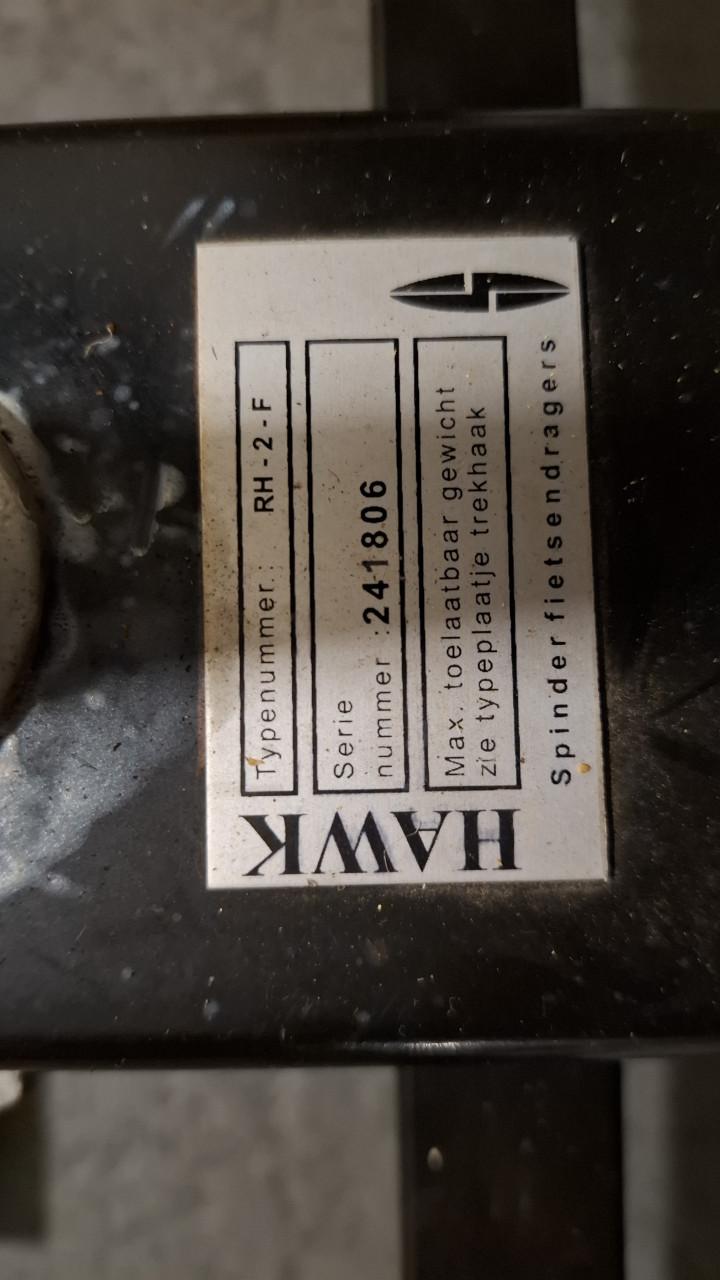 HAWK
Typenummer : RH-2-F
Serie
nummer :241806
Max. toelaatbaar gewicht
zie typeplaatje trekhaak
Spinder fietsendragers